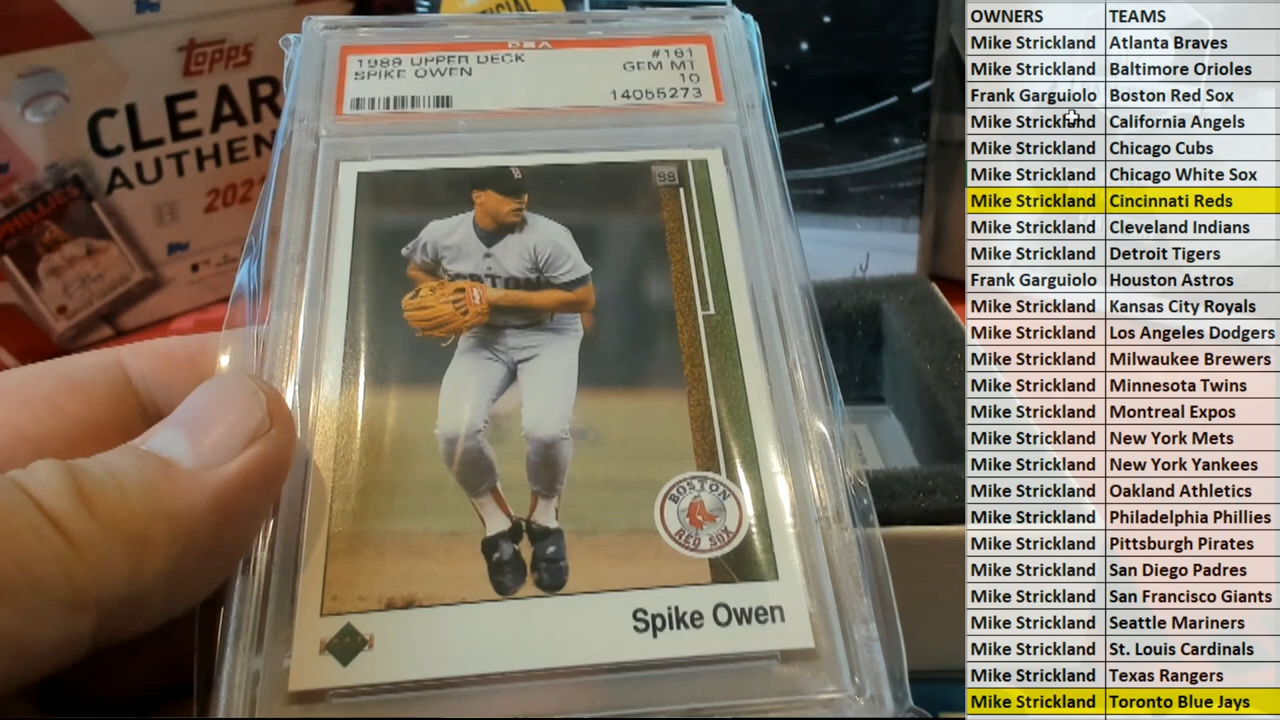 OFFICIAL
topps
CLEAR
AUTHEN
2021
PHILLIES
PSA
1989 UPPER DECK #161
SPIKE OWEN GEM MT
10
14055273
B
88
BOSTON
BOSTON
RED SOX
Spike Owen
OWNERS TEAMS
Mike Strickland Atlanta Braves
Mike Strickland Baltimore Orioles
Frank Garguiolo Boston Red Sox
Mike Strickland California Angels
Mike Strickland Chicago Cubs
Mike Strickland Chicago White Sox
Mike Strickland Cincinnati Reds
Mike Strickland Cleveland Indians
Mike Strickland Detroit Tigers
Frank Garguiolo Houston Astros
Mike Strickland Kansas City Royals
Mike Strickland Los Angeles Dodgers
Mike Strickland Milwaukee Brewers
Mike Strickland Minnesota Twins
Mike Strickland Montreal Expos
Mike Strickland New York Mets
Mike Strickland New York Yankees
Mike Strickland Oakland Athletics
Mike Strickland Philadelphia Phillies
Mike Strickland Pittsburgh Pirates
Mike Strickland San Diego Padres
Mike Strickland San Francisco Giants
Mike Strickland Seattle Mariners
Mike Strickland St. Louis Cardinals
Mike Strickland Texas Rangers
Mike Strickland Toronto Blue Jays